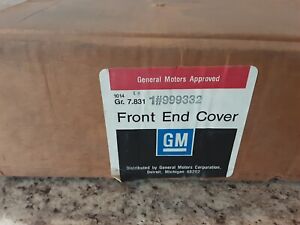 General Motors Approved
1014
Gr. 7.831 1#999332
Front End Cover
GM
Distributed by General Motors Corporation,
Detroit, Michigan 48202